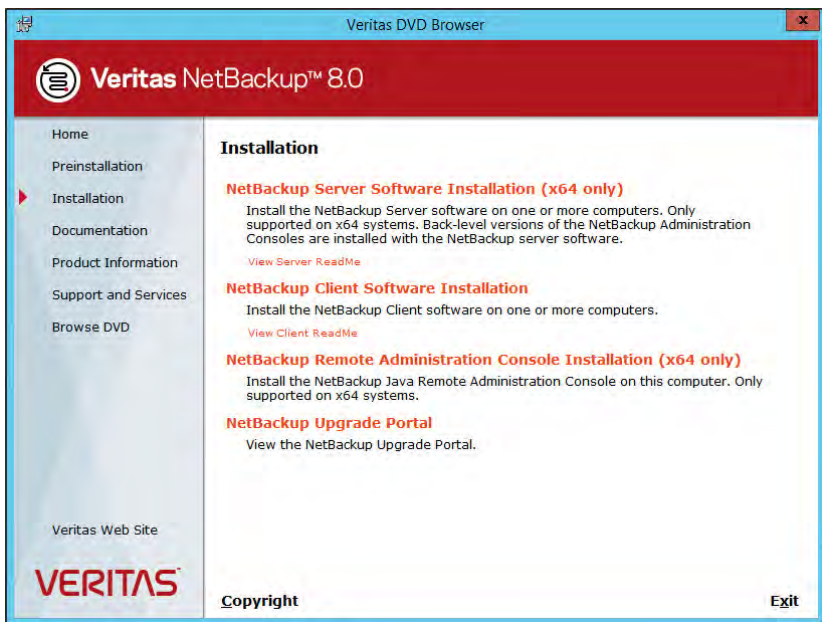 Veritas DVD Browser
x
Veritas NetBackup™ 8.0
Home
Preinstallation
Installation
Documentation
Product Information
Support and Services
Browse DVD
Veritas Web Site
VERITAS
Installation
NetBackup Server Software Installation (x64 only)
Install the NetBackup Server software on one or more computers. Only
supported on x64 systems. Back-level versions of the NetBackup Administration
Consoles are installed with the NetBackup server software.
View Server ReadMe
NetBackup Client Software Installation
Install the NetBackup Client software on one or more computers.
View Client ReadMe
NetBackup Remote Administration Console Installation (x64 only)
Install the NetBackup Java Remote Administration Console on this computer. Only
supported on x64 systems.
NetBackup Upgrade Portal
View the NetBackup Upgrade Portal.
Copyright
Exit